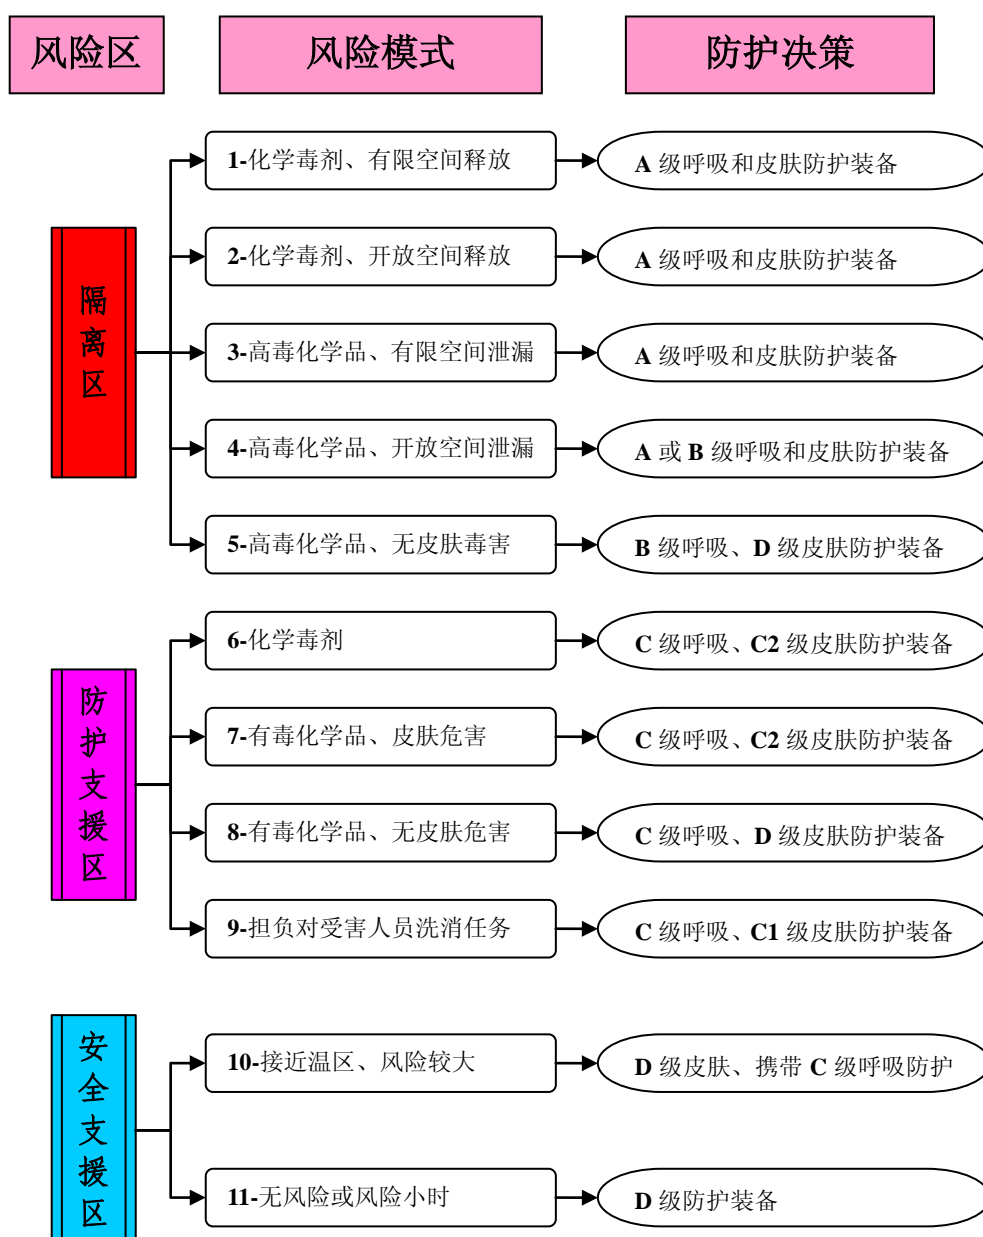 风险区
风险模式
防护决策
隔离区
1-化学毒剂、有限空间释放
A 级呼吸和皮肤防护装备
2-化学毒剂、开放空间释放
A 级呼吸和皮肤防护装备
3-高毒化学品、有限空间泄漏
A 级呼吸和皮肤防护装备
4-高毒化学品、开放空间泄漏
A 或 B 级呼吸和皮肤防护装备
5-高毒化学品、无皮肤毒害
B 级呼吸、D 级皮肤防护装备
防护支援区
6-化学毒剂
C 级呼吸、C2 级皮肤防护装备
7-有毒化学品、皮肤危害
C 级呼吸、C2 级皮肤防护装备
8-有毒化学品、无皮肤危害
C 级呼吸、D 级皮肤防护装备
9-担负对受害人员洗消任务
C 级呼吸、C1 级皮肤防护装备
安全支援区
10-接近温区、风险较大
D 级皮肤、携带 C 级呼吸防护
11-无风险或风险小时
D 级防护装备